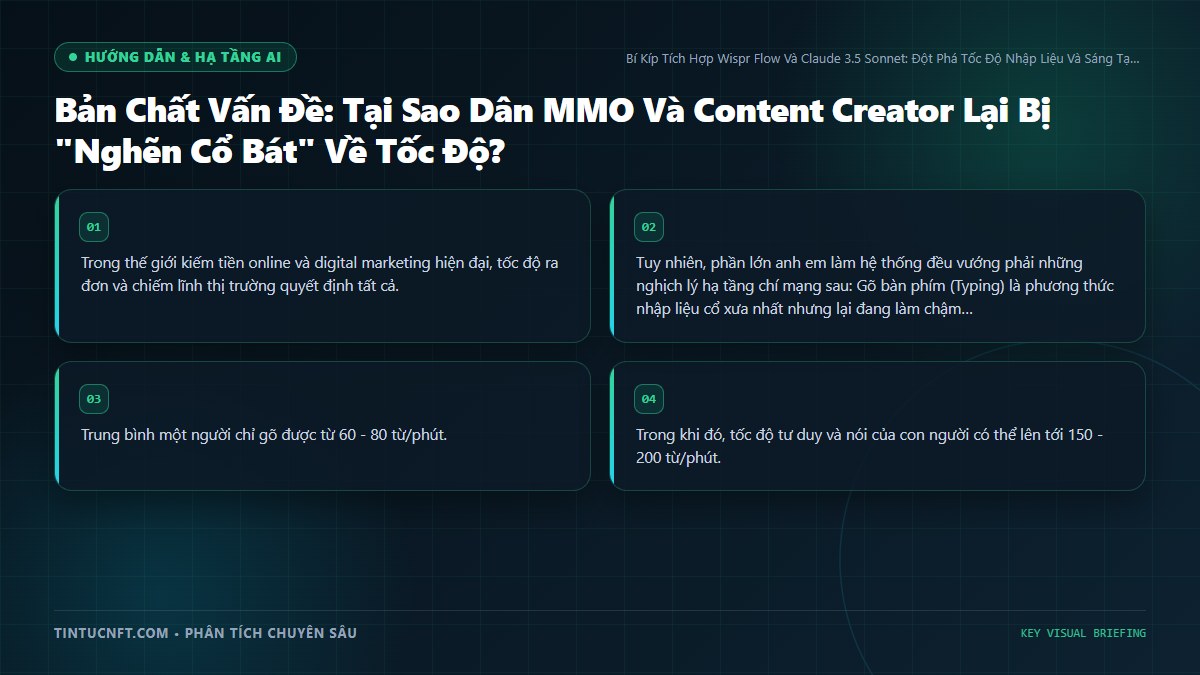 HƯỚNG DẪN & HẠ TẦNG AI
Bí Kíp Tích Hợp Wispr Flow Và Claude 3.5 Sonnet: Đột Phá Tốc Độ Nhập Liệu Và Sáng Tạ...
Bản Chất Vấn Đề: Tại Sao Dân MMO Và Content Creator Lại Bị
"Nghẽn Cổ Bát" Về Tốc Độ?
01
Trong thế giới kiếm tiền online và digital marketing hiện đại, tốc độ ra
đơn và chiếm lĩnh thị trường quyết định tất cả.
02
Tuy nhiên, phần lớn anh em làm hệ thống đều vướng phải những
nghịch lý hạ tầng chí mạng sau: Gõ bàn phím (Typing) là phương thức
nhập liệu cổ xưa nhất nhưng lại đang làm chậm...
03
Trung bình một người chỉ gõ được từ 60 - 80 từ/phút.
04
Trong khi đó, tốc độ tư duy và nói của con người có thể lên tới 150 -
200 từ/phút.
TINTUCNFT.COM • PHÂN TÍCH CHUYÊN SÂU
KEY VISUAL BRIEFING